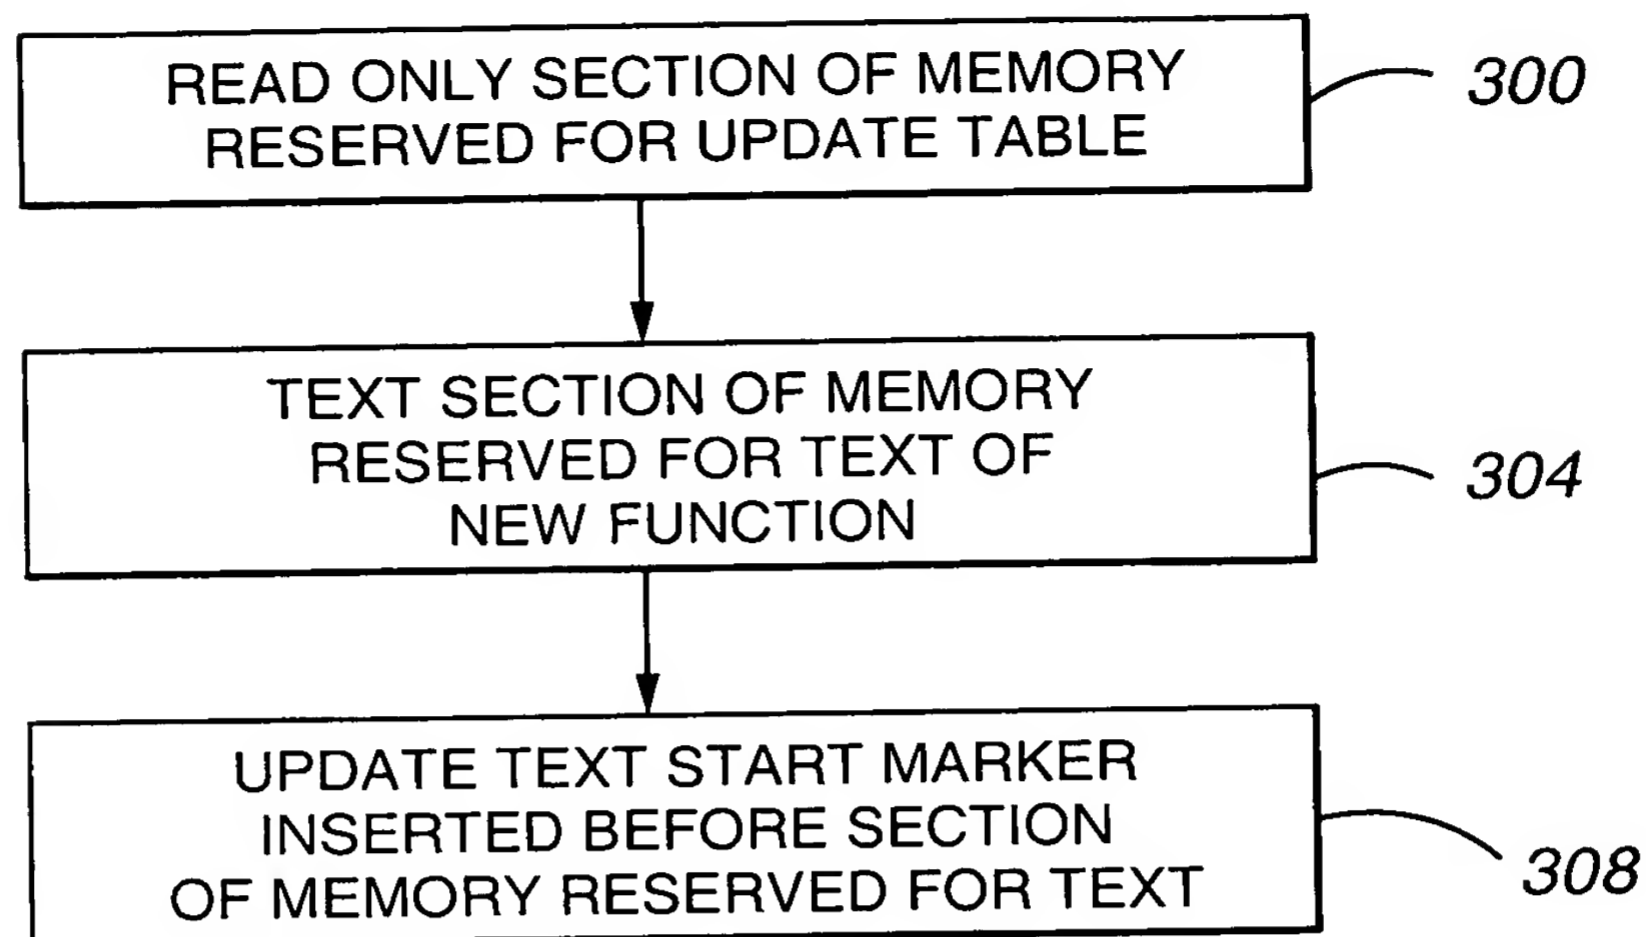 READ ONLY SECTION OF MEMORY
RESERVED FOR UPDATE TABLE
300
TEXT SECTION OF MEMORY
RESERVED FOR TEXT OF
NEW FUNCTION
304
UPDATE TEXT START MARKER
INSERTED BEFORE SECTION
OF MEMORY RESERVED FOR TEXT
308